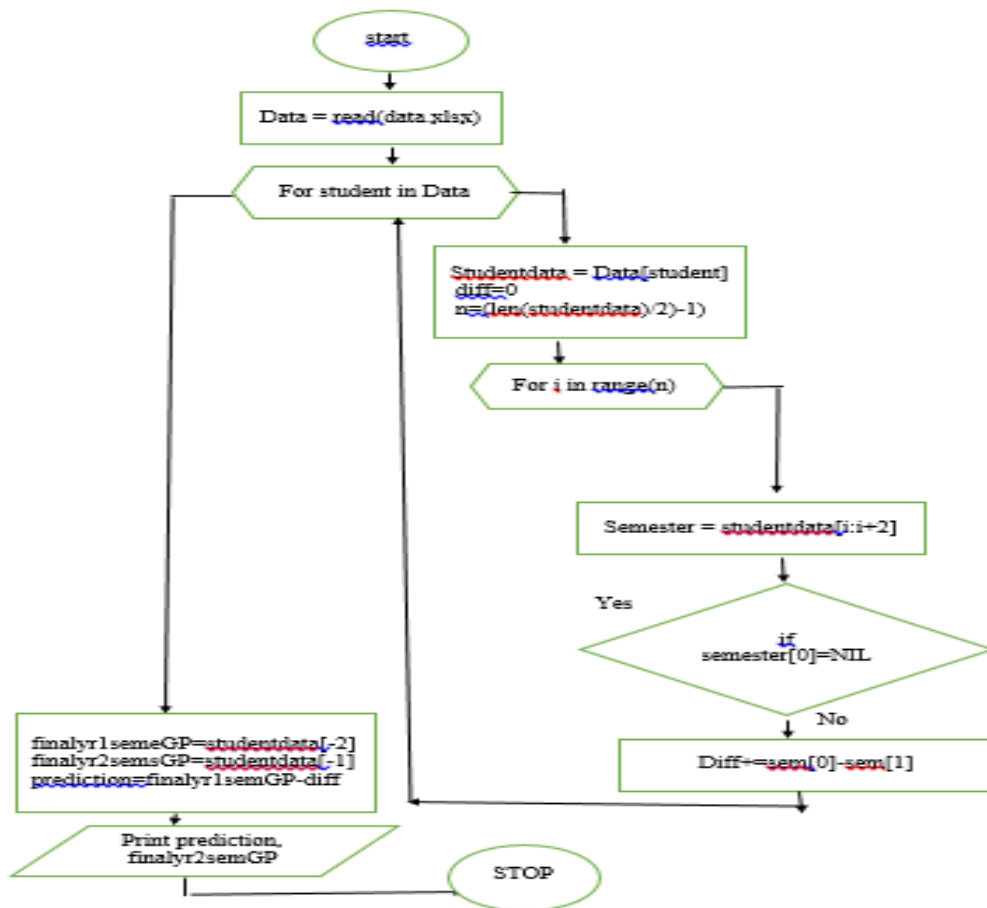 start
Data = read(data.xlsx)
For student in Data
Studentdata = Data[student]
diff=0
n=(len(studentdata)/2)-1)
For i in range(n)
Semester = studentdata[i:i+2]
Yes
if
semester[0]=NIL
No
Diff+=sem[0]-sem[1]
finalyr1semeGP=studentdata[-2]
finalyr2semsGP=studentdata[-1]
prediction=finalyr1semGP-diff
Print prediction,
finalyr2semGP
STOP